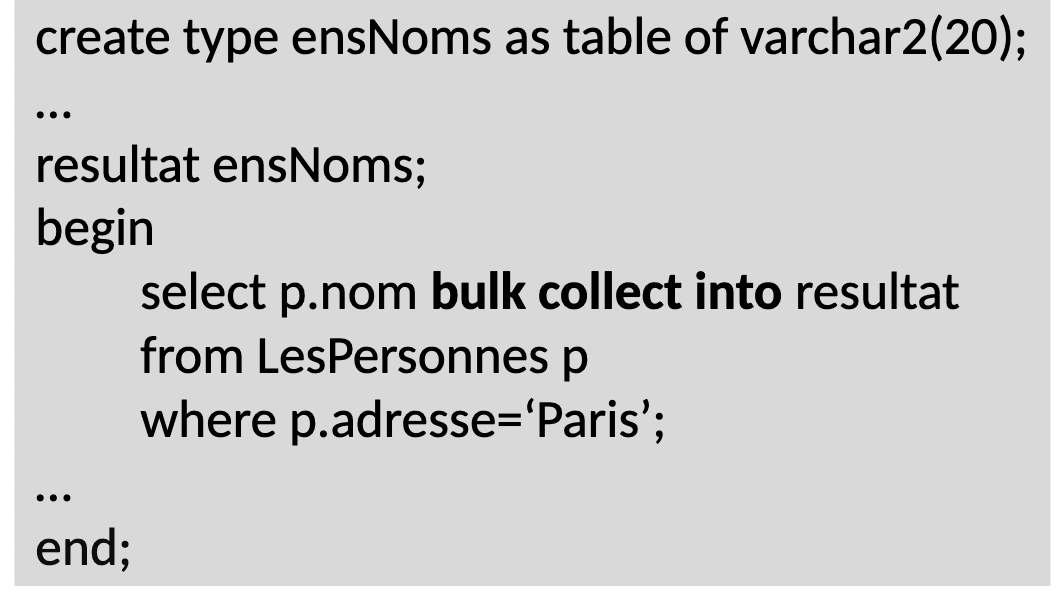 create type ensNoms as table of varchar2(20);
…
resultat ensNoms;
begin
select p.nom bulk collect into resultat
from LesPersonnes p
where p.adresse=‘Paris’;
…
end;